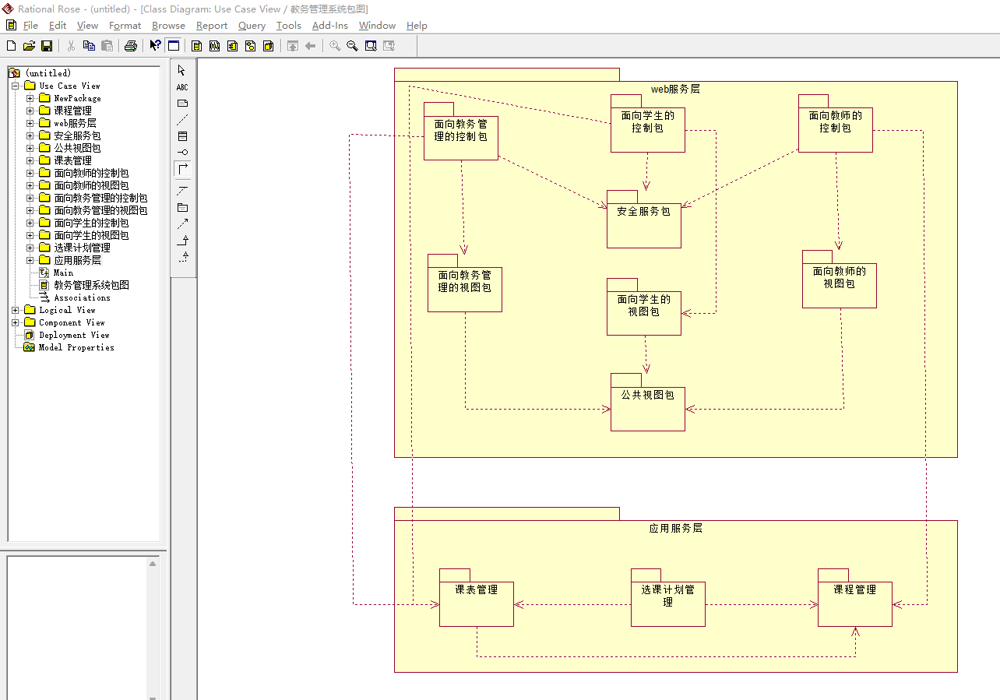 Rational Rose - (untitled) - [Class Diagram: Use Case View / 教务管理系统包图]
File Edit View Format Browse Report Query Tools Add-Ins Window Help
(untitled)
Use Case View
NewPackage
课程管理
web服务层
安全服务包
公共视图包
课表管理
面向教师的控制包
面向教师的视图包
面向教务管理的控制包
面向教务管理的视图包
面向学生的控制包
面向学生的视图包
选课计划管理
应用服务层
Main
教务管理系统包图
Associations
Logical View
Component View
Deployment View
Model Properties
ABC
web服务层
面向教务管
理的控制包
面向学生的
控制包
面向教师的
控制包
安全服务包
面向教务管
理的视图包
面向学生的
视图包
面向教师的
视图包
公共视图包
应用服务层
课表管理
选课计划管
理
课程管理